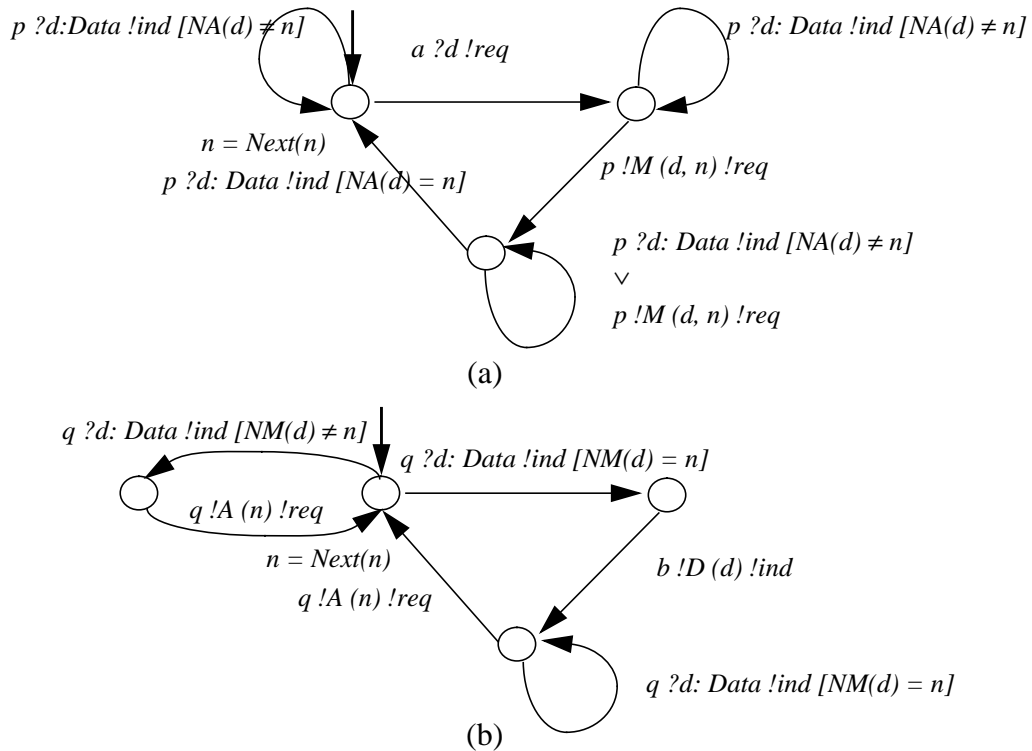 p ?d:Data !ind [NA(d) ≠ n]
a ?d !req
p ?d: Data !ind [NA(d) ≠ n]
n = Next(n)
p ?d: Data !ind [NA(d) = n]
p !M (d, n) !req
p ?d: Data !ind [NA(d) ≠ n]
∨
p !M (d, n) !req
(a)
q ?d: Data !ind [NM(d) ≠ n]
q ?d: Data !ind [NM(d) = n]
q !A (n) !req
n = Next(n)
q !A (n) !req
b !D (d) !ind
q ?d: Data !ind [NM(d) = n]
(b)